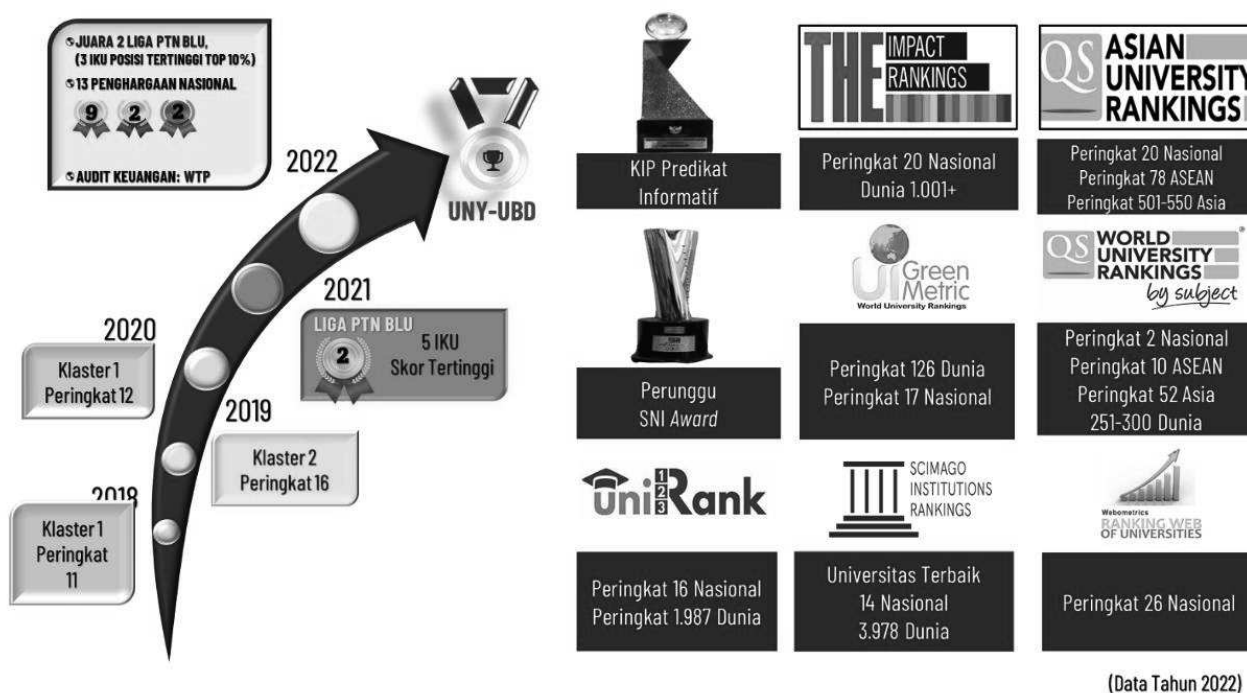 JUARA 2 LIGA PTN BLU,
(3 IKU POSISI TERTINGGI TOP 10%)
13 PENGHARGAAN NASIONAL
9 2 2
AUDIT KEUANGAN: WTP
2022
UNY-UBD
2021
LIGA PTN BLU
2
5 IKU
Skor Tertinggi
2020
Klaster 1
Peringkat 12
2019
Klaster 2
Peringkat 16
2018
Klaster 1
Peringkat
11
KIP Predikat
Informatif
THE IMPACT
RANKINGS
Peringkat 20 Nasional
Dunia 1.001+
QS ASIAN
UNIVERSITY
RANKINGS
Peringkat 20 Nasional
Peringkat 78 ASEAN
Peringkat 501-550 Asia
Perunggu
SNI Award
UI Green
Metric
World University Rankings
Peringkat 126 Dunia
Peringkat 17 Nasional
QS WORLD
UNIVERSITY
RANKINGS
by subject
Peringkat 2 Nasional
Peringkat 10 ASEAN
Peringkat 52 Asia
251-300 Dunia
uni123Rank
Peringkat 16 Nasional
Peringkat 1.987 Dunia
SCIMAGO
INSTITUTIONS
RANKINGS
Universitas Terbaik
14 Nasional
3.978 Dunia
Webometrics
RANKING WEB
OF UNIVERSITIES
Peringkat 26 Nasional
(Data Tahun 2022)